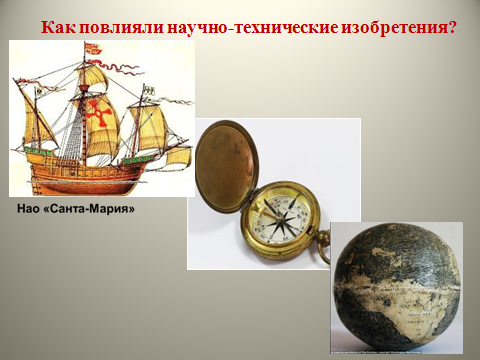 Как повлияли научно-технические изобретения?
Нао «Санта-Мария»